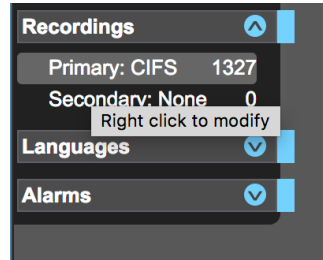 Recordings
Primary: CIFS 1327
Secondary: None 0
Right click to modify
Languages
Alarms